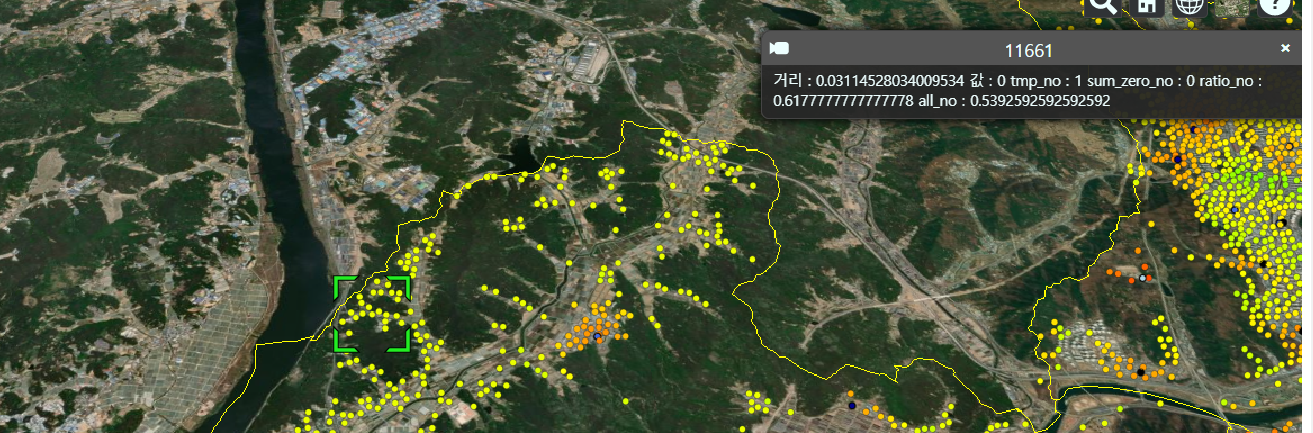 11661
거리 : 0.03114528034009534 값 : 0 tmp_no : 1 sum_zero_no : 0 ratio_no :
0.6177777777777778 all_no : 0.5392592592592592